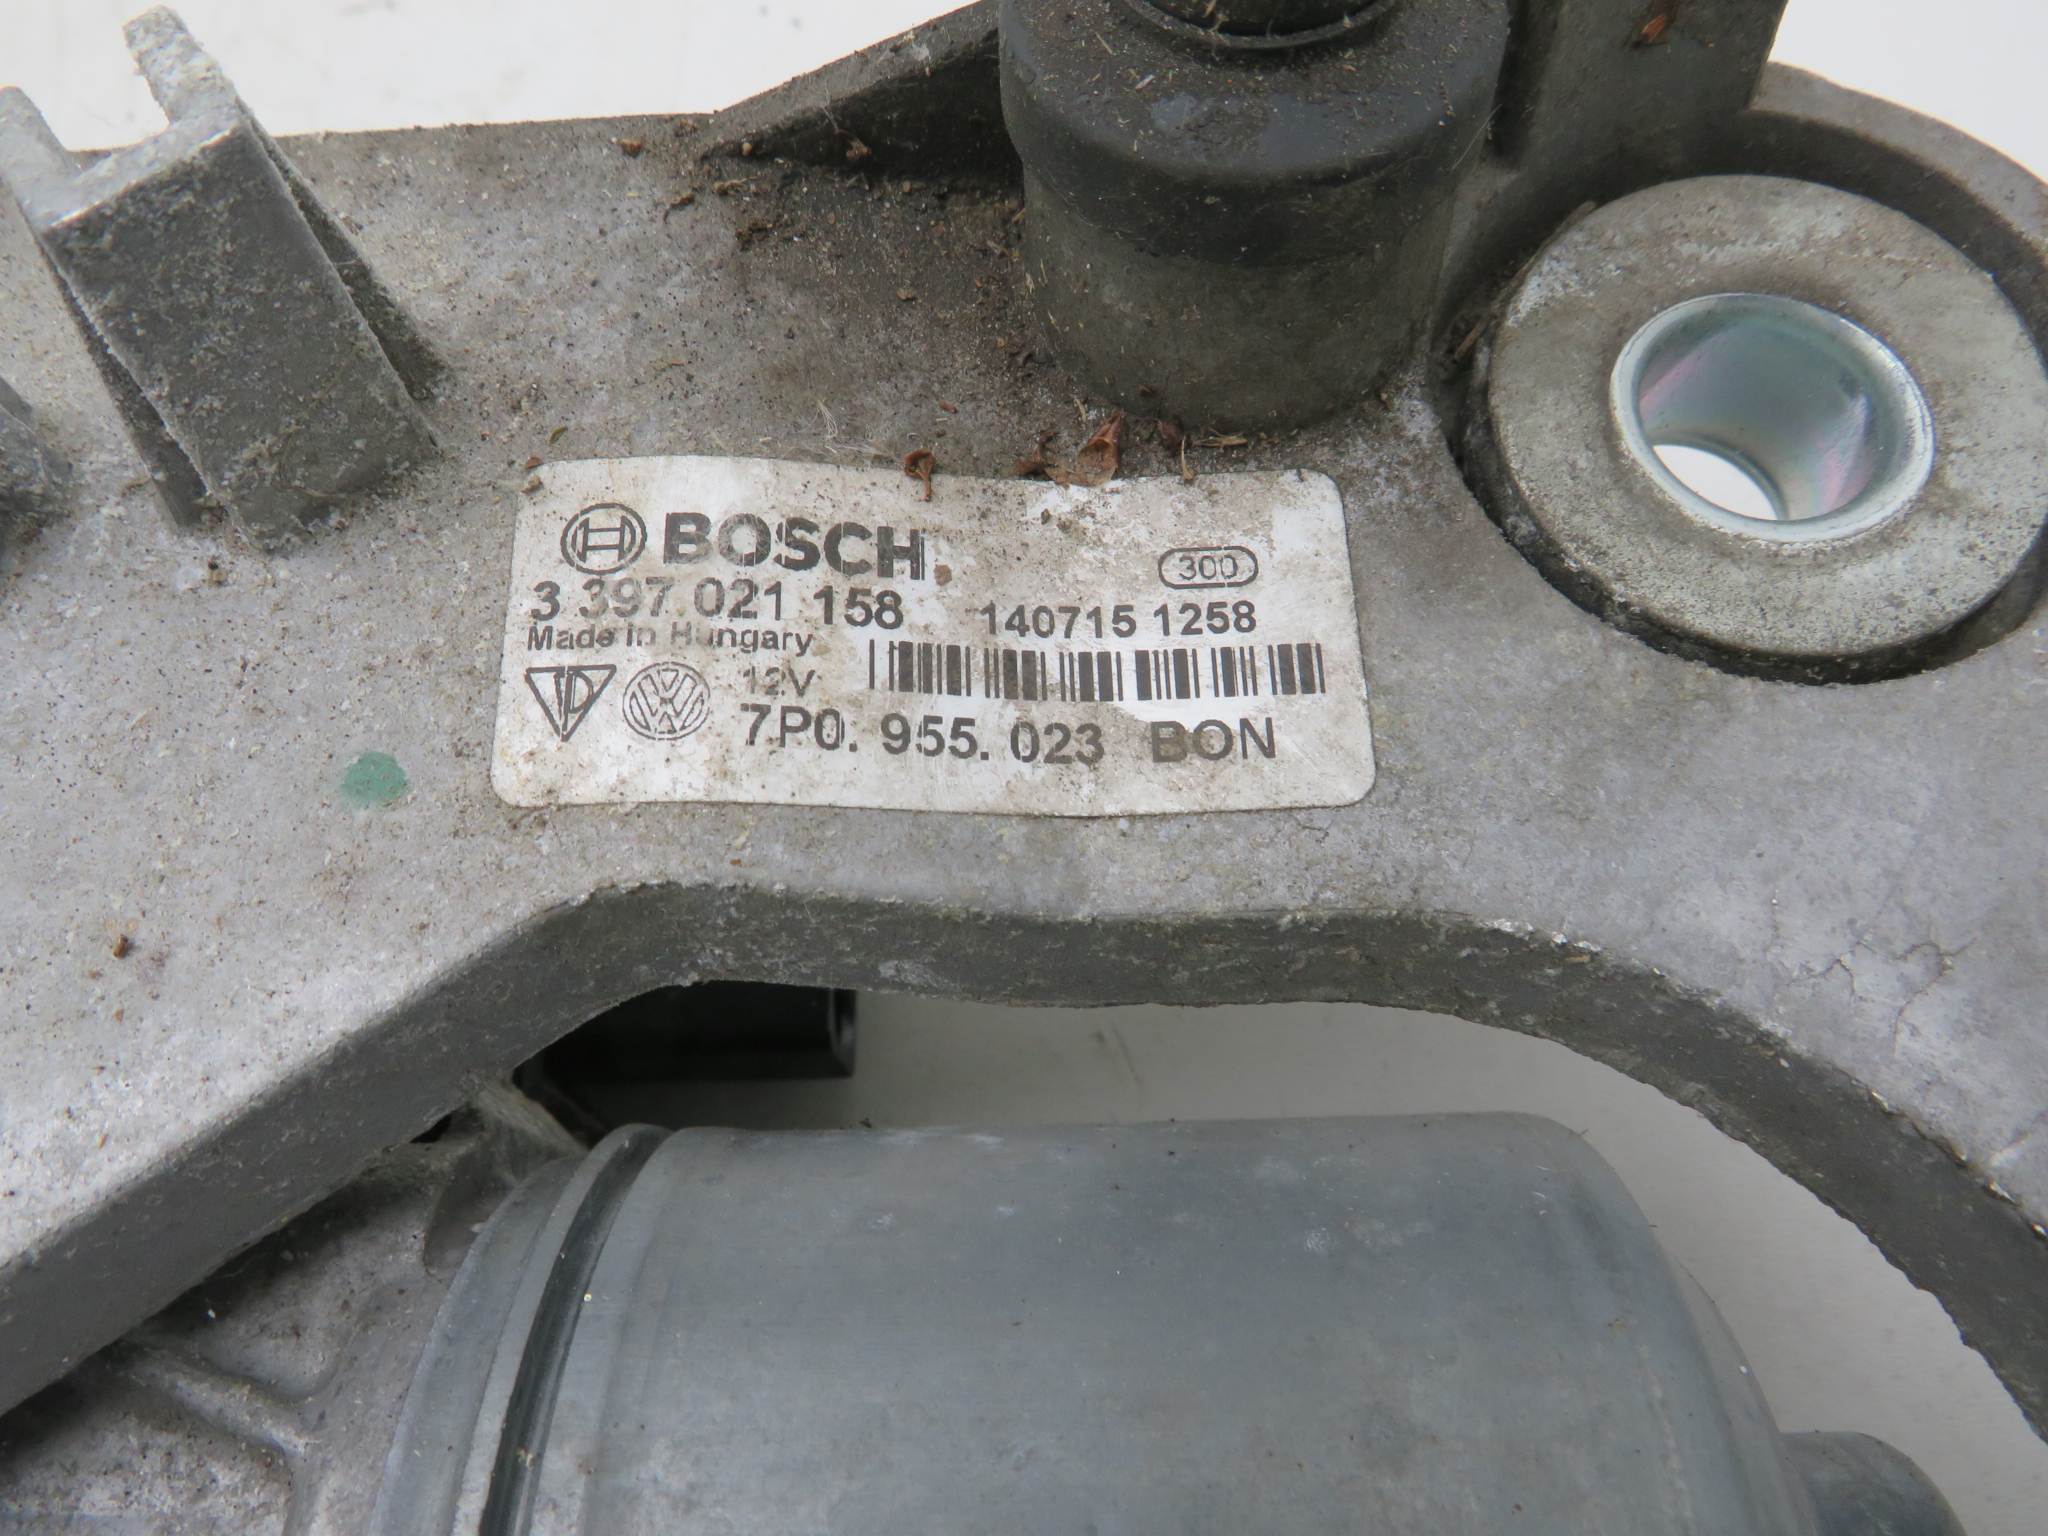 BOSCH
300
3 397 021 158 140715 1258
Made in Hungary
12V
7P0. 955. 023 BON